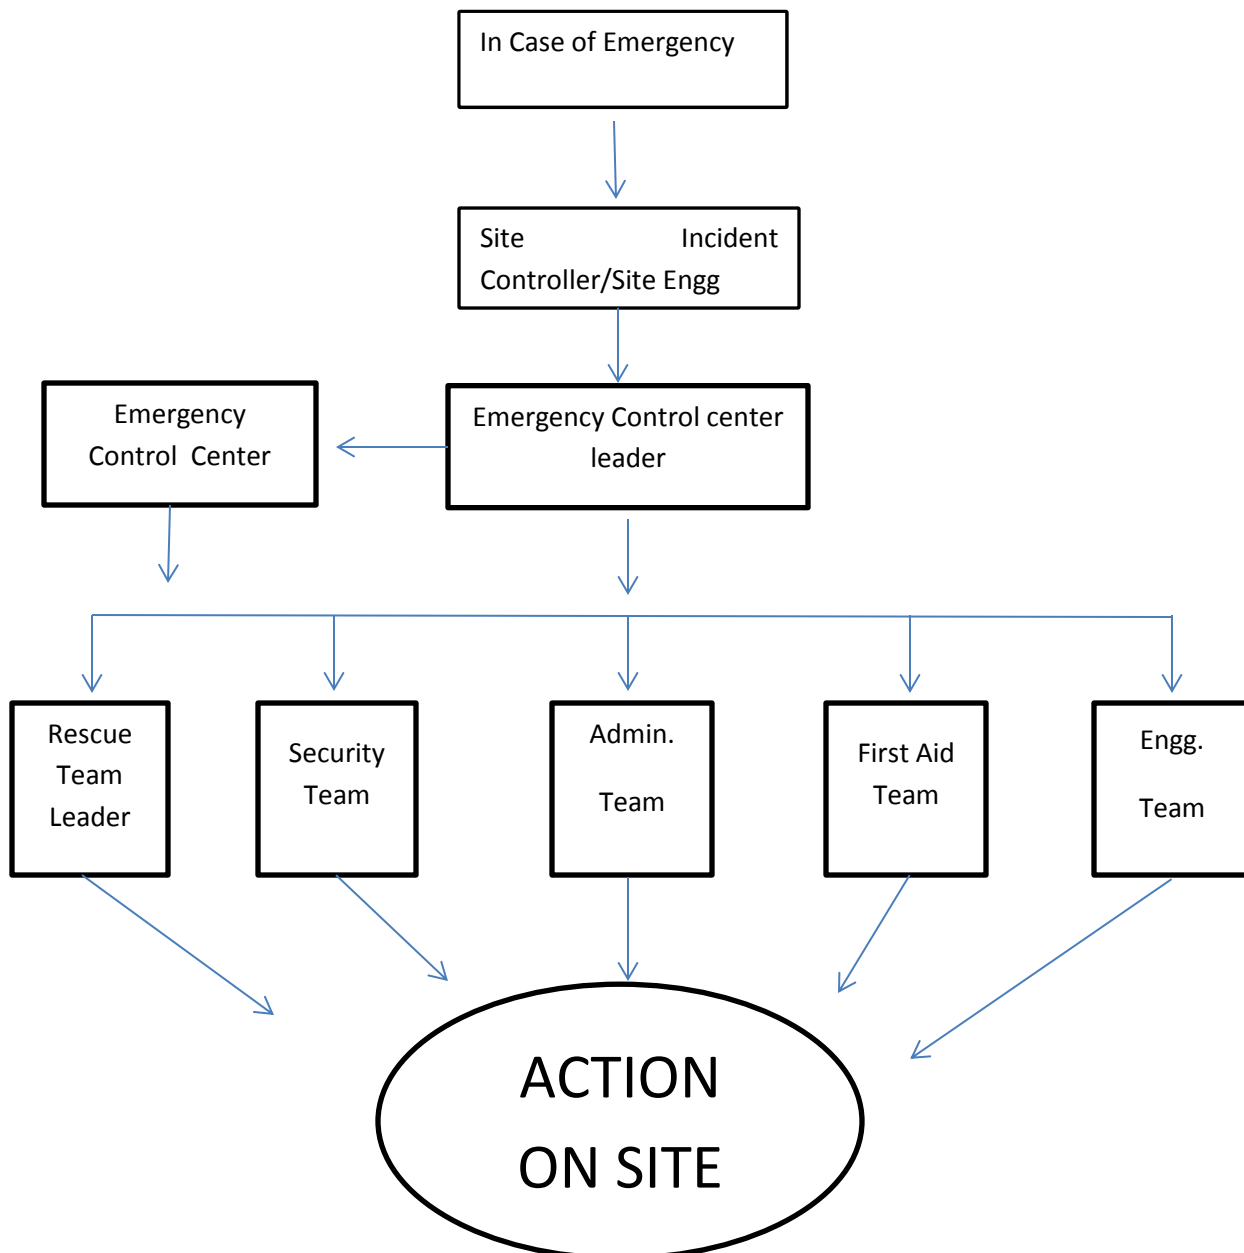 In Case of Emergency
Site Incident
Controller/Site Engg
Emergency
Control Center
Emergency Control center
leader
Rescue
Team
Leader
Security
Team
Admin.
Team
First Aid
Team
Engg.
Team
ACTION
ON SITE